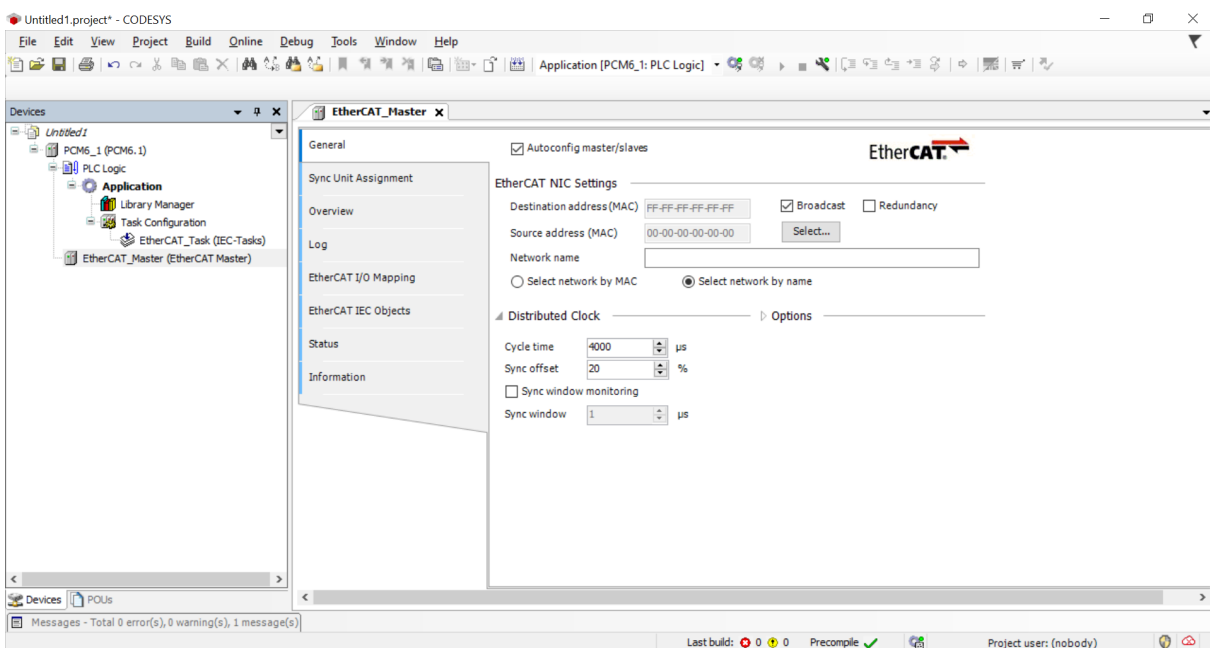 Untitled1.project* - CODESYS
File Edit View Project Build Online Debug Tools Window Help
Application [PCM6_1: PLC Logic]
Devices
Untitled1
PCM6_1 (PCM6.1)
PLC Logic
Application
Library Manager
Task Configuration
EtherCAT_Task (IEC-Tasks)
EtherCAT_Master (EtherCAT Master)
Devices POUs
EtherCAT_Master
General
Sync Unit Assignment
Overview
Log
EtherCAT I/O Mapping
EtherCAT IEC Objects
Status
Information
Autoconfig master/slaves
EtherCAT.
EtherCAT NIC Settings
Destination address (MAC) FF-FF-FF-FF-FF-FF Broadcast Redundancy
Source address (MAC) 00-00-00-00-00-00 Select...
Network name
Select network by MAC Select network by name
Distributed Clock Options
Cycle time 4000 µs
Sync offset 20 %
Sync window monitoring
Sync window 1 µs
Messages - Total 0 error(s), 0 warning(s), 1 message(s)
Last build: 0 0 Precompile Project user: (nobody)